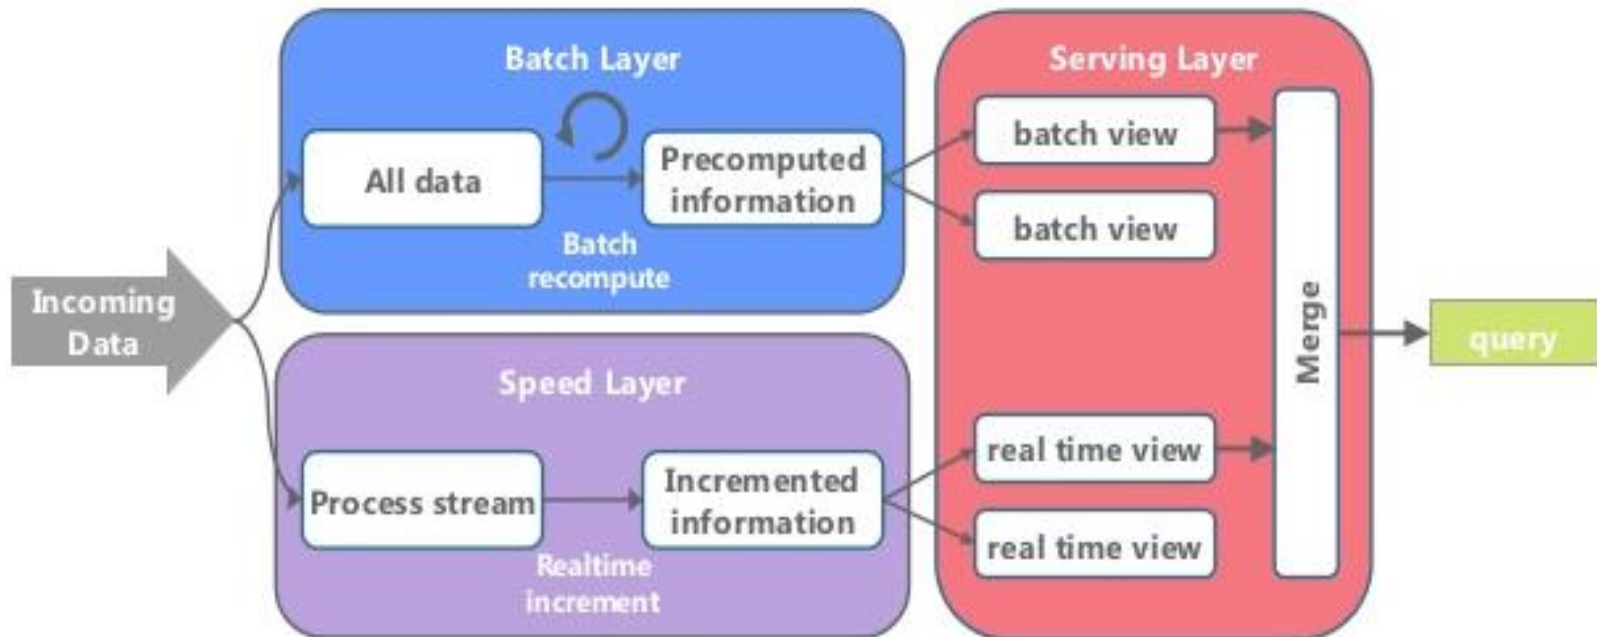 Incoming
Data
Batch Layer
All data
Precomputed
information
Batch
recompute
Speed Layer
Process stream
Incremented
information
Realtime
increment
Serving Layer
batch view
batch view
real time view
real time view
Merge
query